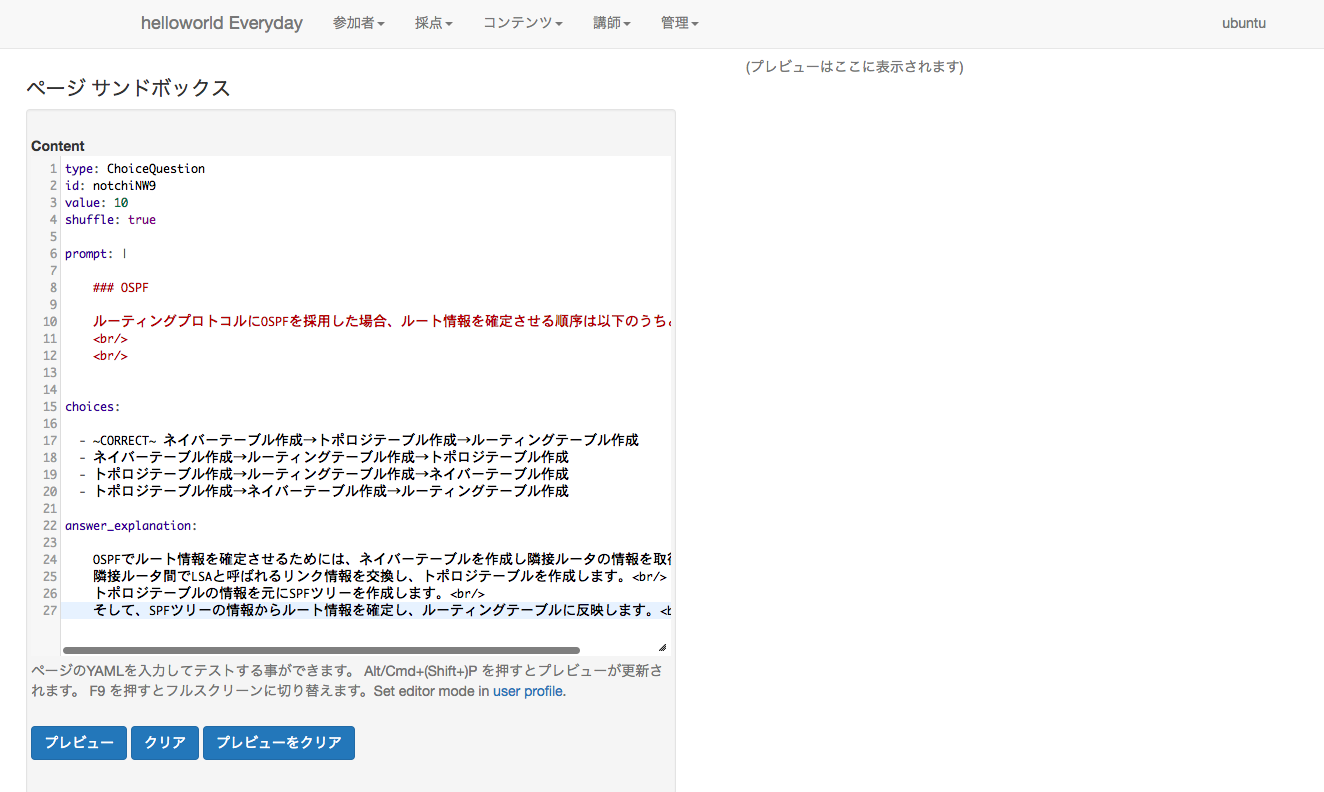 helloworld Everyday 参加者 採点 コンテンツ 講師 管理 ubuntu
(プレビューはここに表示されます)
ページ サンドボックス
Content
1 type: ChoiceQuestion
2 id: notchiNW9
3 value: 10
4 shuffle: true
5
6 prompt: |
7
8 ### OSPF
9
10 ルーティングプロトコルにOSPFを採用した場合、ルート情報を確定させる順序は以下のうち
11 <br/>
12 <br/>
13
14
15 choices:
16
17 - ~CORRECT~ ネイバーテーブル作成→トポロジテーブル作成→ルーティングテーブル作成
18 - ネイバーテーブル作成→ルーティングテーブル作成→トポロジテーブル作成
19 - トポロジテーブル作成→ルーティングテーブル作成→ネイバーテーブル作成
20 - トポロジテーブル作成→ネイバーテーブル作成→ルーティングテーブル作成
21
22 answer_explanation:
23
24 OSPFでルート情報を確定させるためには、ネイバーテーブルを作成し隣接ルータの情報を取
25 隣接ルータ間でLSAと呼ばれるリンク情報を交換し、トポロジテーブルを作成します。<br/>
26 トポロジテーブルの情報を元にSPFツリーを作成します。<br/>
27 そして、SPFツリーの情報からルート情報を確定し、ルーティングテーブルに反映します。<b
ページのYAMLを入力してテストする事ができます。 Alt/Cmd+(Shift+)P を押すとプレビューが更新さ
れます。 F9 を押すとフルスクリーンに切り替えます。Set editor mode in user profile.
プレビュー クリア プレビューをクリア